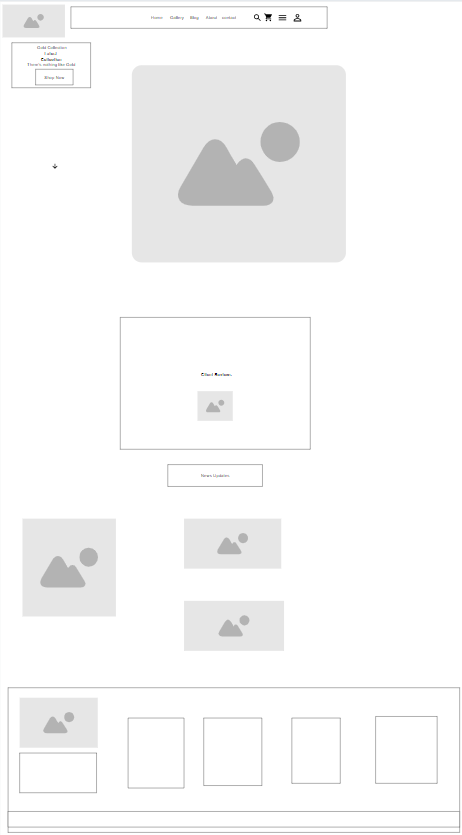 Home Gallery Blog About contact
Gold Collection
Latest
Collection
There's nothing like Gold
Shop Now
Client Reviews
News Updates